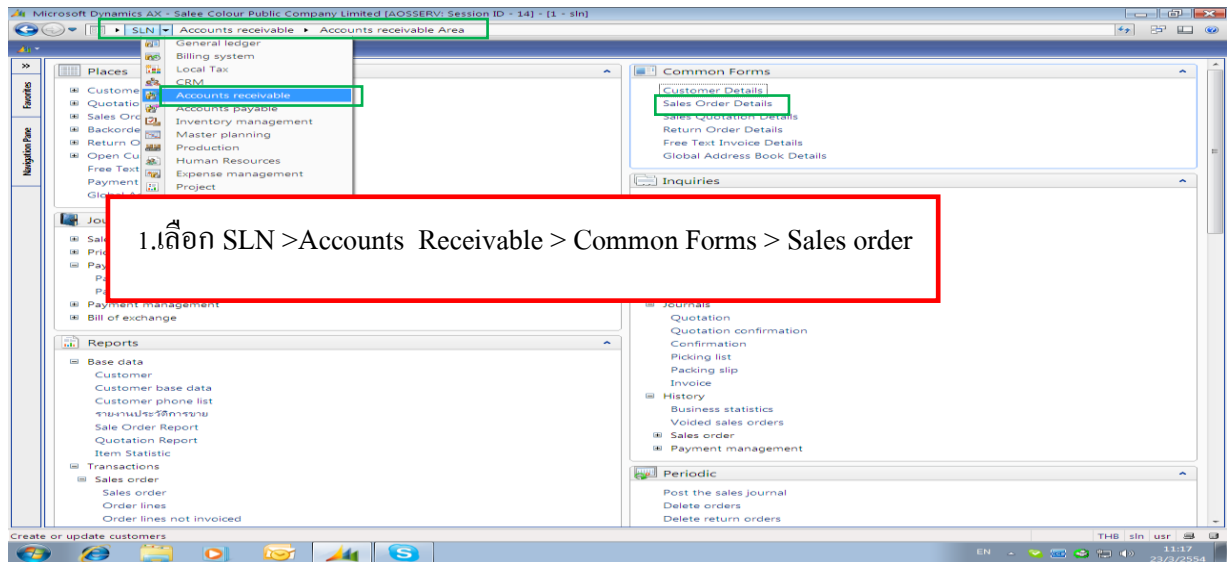 Microsoft Dynamics AX - Salee Colour Public Company Limited [AOSSERV: Session ID - 14] - [1 - sln]
SLN Accounts receivable Accounts receivable Area
General ledger
Billing system
Local Tax
CRM
Accounts receivable
Accounts payable
Inventory management
Master planning
Production
Human Resources
Expense management
Project
Favorites
Navigation Pane
Places
Free Text
Payment
1.เลือก SLN >Accounts Receivable > Common Forms > Sales order
Payment management
Bill of exchange
Reports
Base data
Customer
Customer base data
Customer phone list
รายงานประวัติการขาย
Sale Order Report
Quotation Report
Item Statistic
Transactions
Sales order
Sales order
Order lines
Order lines not invoiced
Common Forms
Customer Details
Sales Order Details
Sales Quotation Details
Return Order Details
Free Text Invoice Details
Global Address Book Details
Inquiries
Journals
Quotation
Quotation confirmation
Confirmation
Picking list
Packing slip
Invoice
History
Business statistics
Voided sales orders
Sales order
Payment management
Periodic
Post the sales journal
Delete orders
Delete return orders
Create or update customers
THB sln usr
EN
11:17
23/3/2554